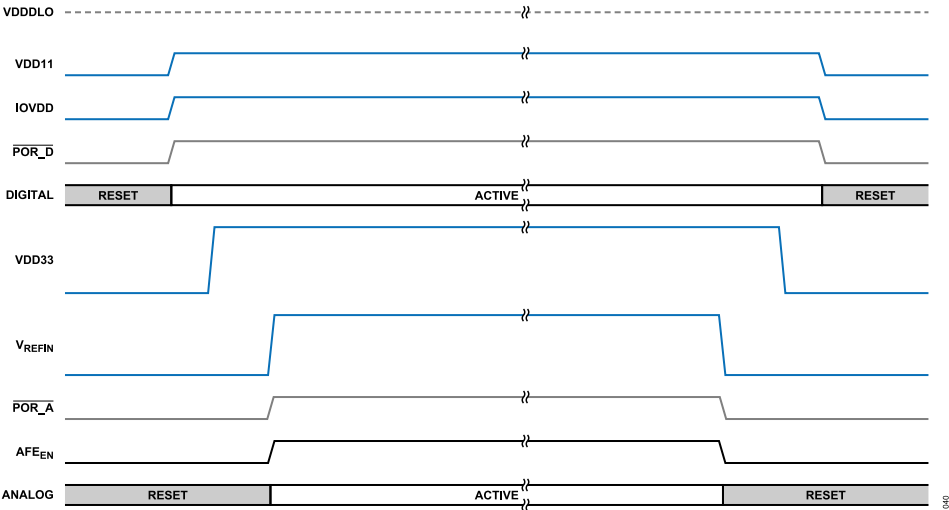 VDDDLO
VDD11
IOVDD
POR_D
DIGITAL RESET ACTIVE RESET
VDD33
VREFIN
POR_A
AFEEN
ANALOG RESET ACTIVE RESET
040